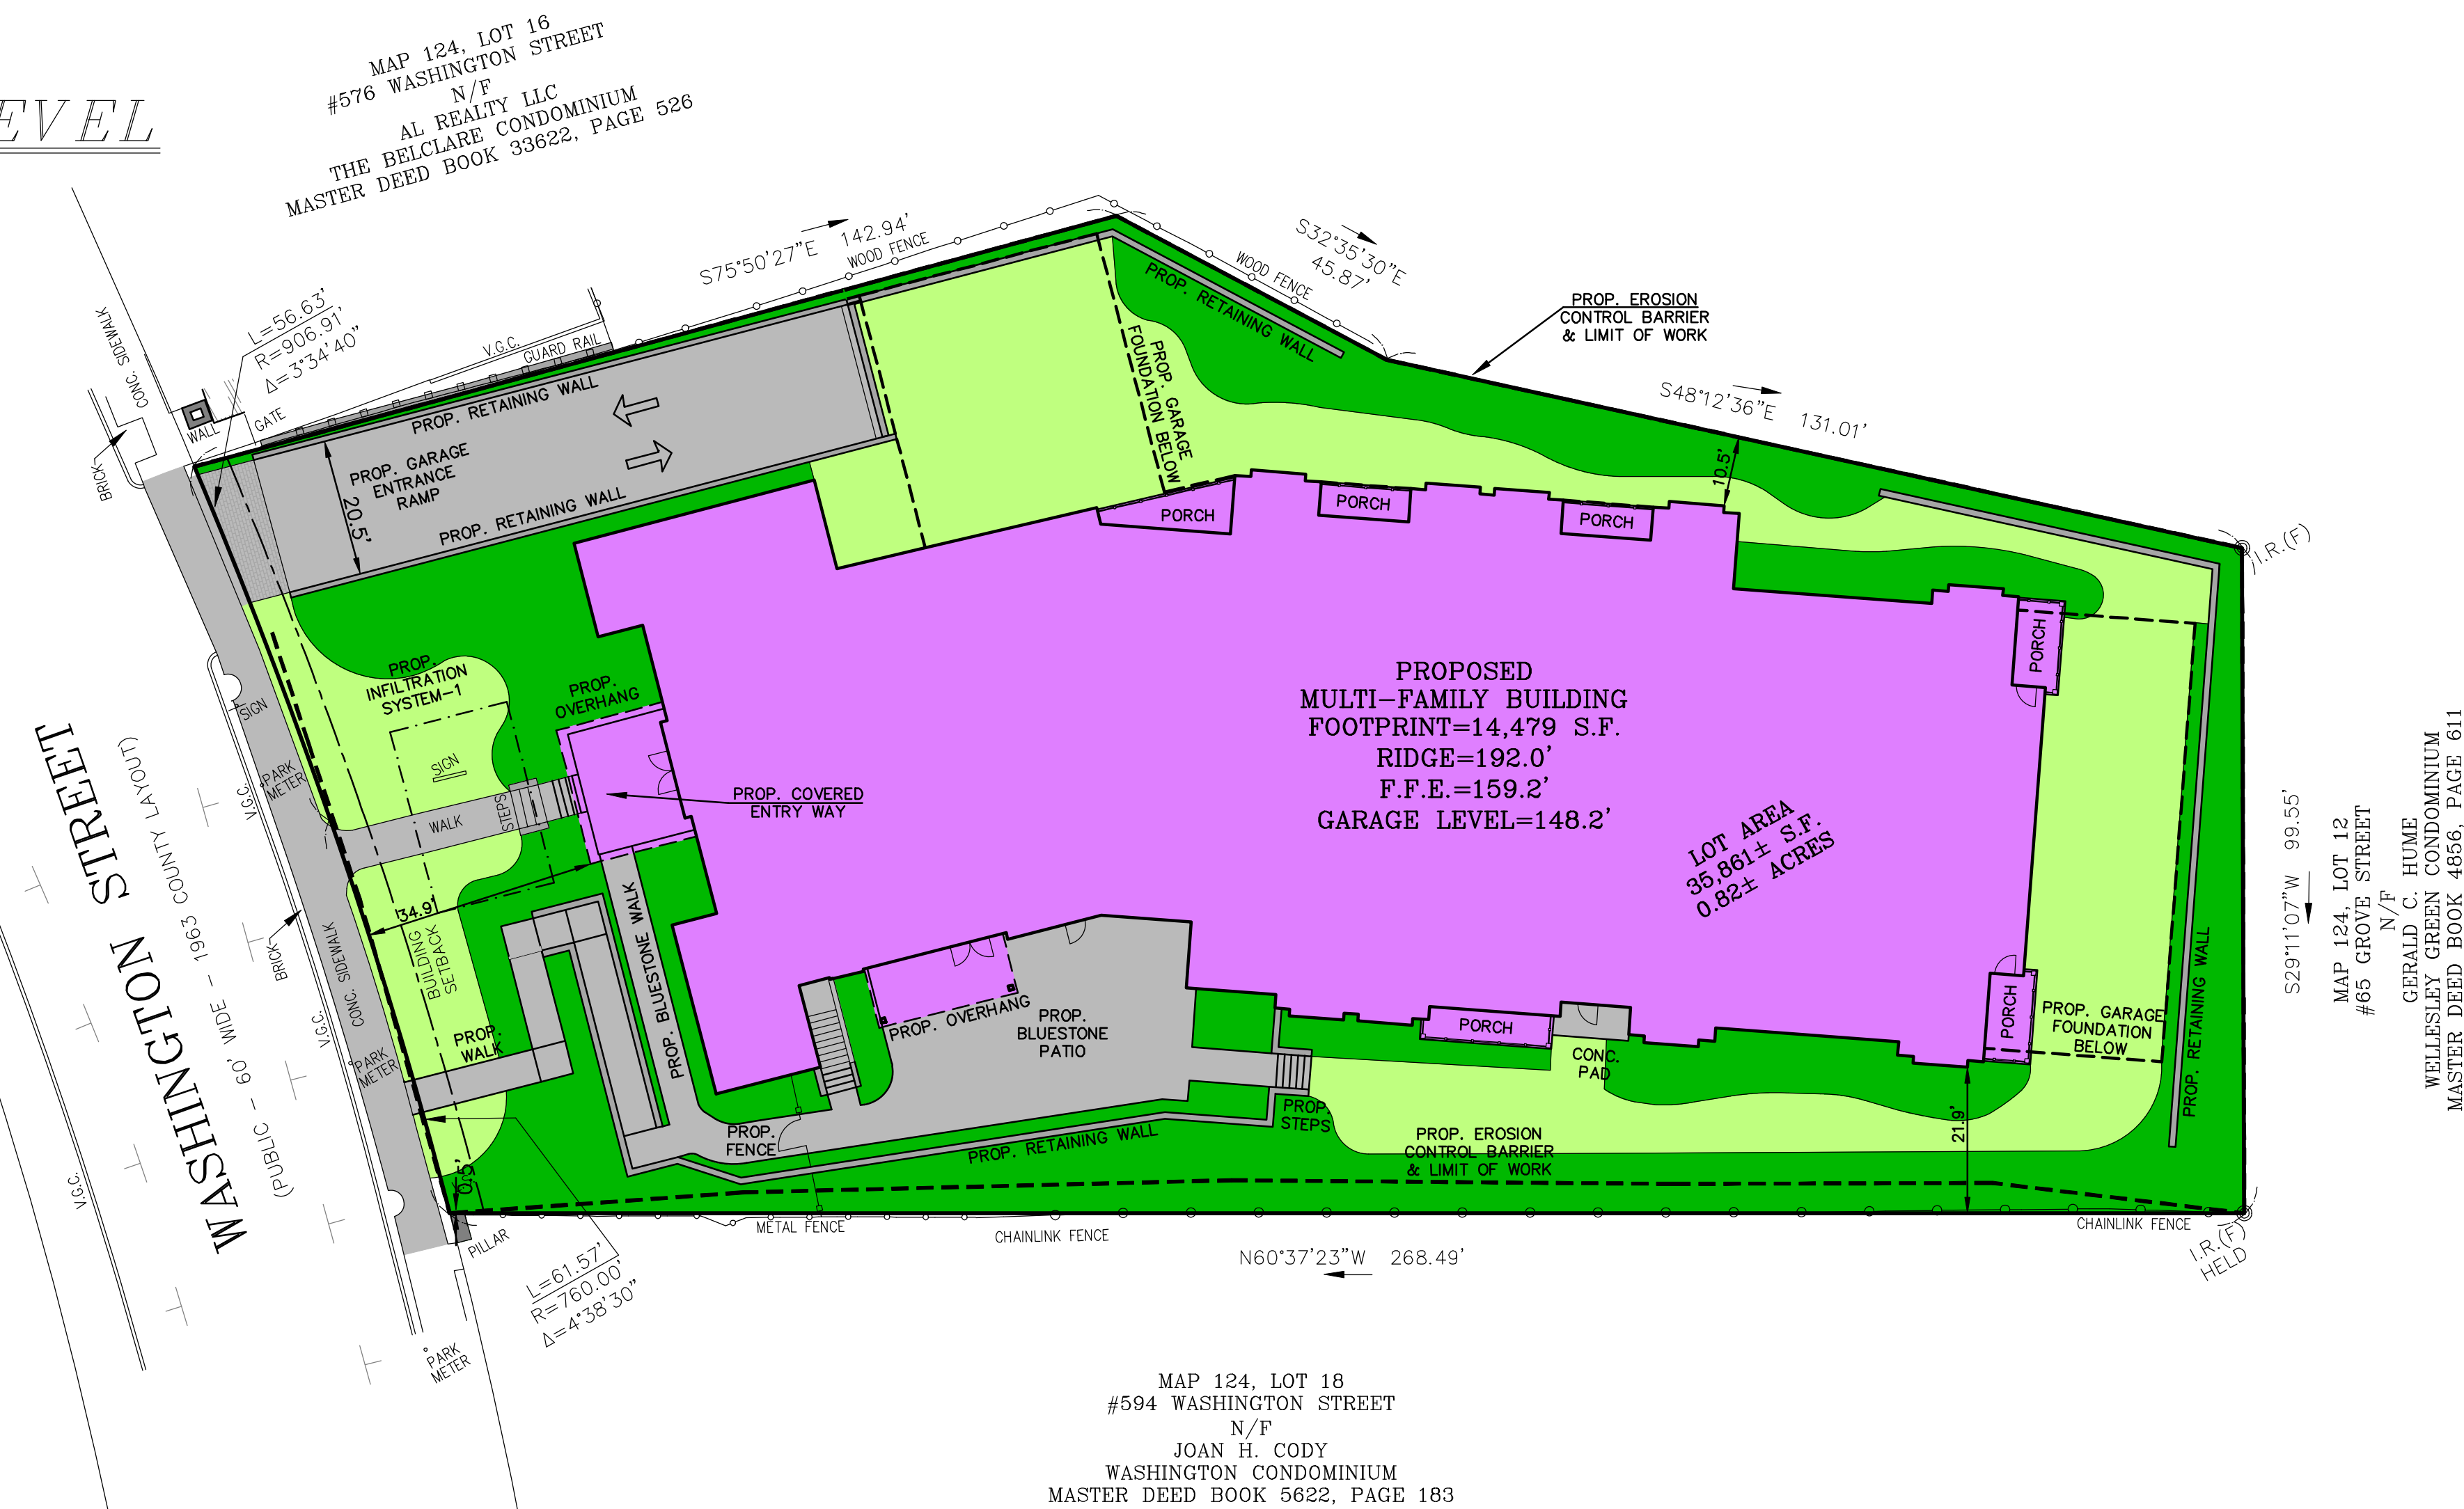 EVEL
MAP 124, LOT 16
#576 WASHINGTON STREET
N/F
AL REALTY LLC
THE BELCLARE CONDOMINIUM
MASTER DEED BOOK 33622, PAGE 526
S75°50'27"E 142.94'
WOOD FENCE
S32°35'30"E
45.87'
WOOD FENCE
PROP. EROSION
CONTROL BARRIER
& LIMIT OF WORK
S48°12'36"E 131.01'
I.R.(F)
CONC. SIDEWALK
L=56.63'
R=906.91'
Δ=3°34'40"
V.G.C.
GUARD RAIL
GATE
WALL
BRICK
PROP. RETAINING WALL
PROP. GARAGE
ENTRANCE
RAMP
20.5'
PROP. RETAINING WALL
PROP. GARAGE
FOUNDATION BELOW
PROP. RETAINING WALL
10.5'
PORCH
PORCH
PORCH
PORCH
PROP.
INFILTRATION
SYSTEM-1
PROP.
OVERHANG
SIGN
SIGN
PARK
METER
V.G.C.
WALK
STEPS
PROP. COVERED
ENTRY WAY
PROPOSED
MULTI-FAMILY BUILDING
FOOTPRINT=14,479 S.F.
RIDGE=192.0'
F.F.E.=159.2'
GARAGE LEVEL=148.2'
LOT AREA
35,861± S.F.
0.82± ACRES
WASHINGTON STREET
(PUBLIC - 60' WIDE - 1963 COUNTY LAYOUT)
34.9'
BUILDING
SETBACK
BRICK
CONC. SIDEWALK
V.G.C.
PARK
METER
PROP.
WALK
PROP. BLUESTONE WALK
PROP. OVERHANG
PROP.
BLUESTONE
PATIO
PORCH
CONC.
PAD
PORCH
PROP. GARAGE
FOUNDATION
BELOW
PROP. RETAINING WALL
PROP.
FENCE
PROP. RETAINING WALL
PROP.
STEPS
PROP. EROSION
CONTROL BARRIER
& LIMIT OF WORK
21.9'
0.5'
V.G.C.
PILLAR
METAL FENCE
CHAINLINK FENCE
CHAINLINK FENCE
N60°37'23"W 268.49'
I.R.(F)
HELD
L=61.57'
R=760.00'
Δ=4°38'30"
PARK
METER
S29°11'07"W 99.55'
MAP 124, LOT 12
#65 GROVE STREET
N/F
GERALD C. HUME
WELLESLEY GREEN CONDOMINIUM
MASTER DEED BOOK 4856, PAGE 611
MAP 124, LOT 18
#594 WASHINGTON STREET
N/F
JOAN H. CODY
WASHINGTON CONDOMINIUM
MASTER DEED BOOK 5622, PAGE 183